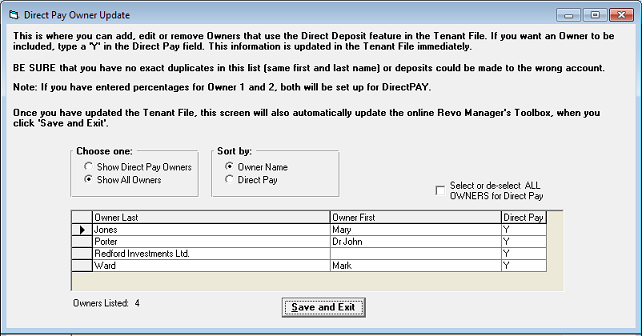 Direct Pay Owner Update
This is where you can add, edit or remove Owners that use the Direct Deposit feature in the Tenant File. If you want an Owner to be
included, type a 'Y' in the Direct Pay field. This information is updated in the Tenant File immediately.
BE SURE that you have no exact duplicates in this list (same first and last name) or deposits could be made to the wrong account.
Note: If you have entered percentages for Owner 1 and 2, both will be set up for DirectPAY.
Once you have updated the Tenant File, this screen will also automatically update the online Revo Manager's Toolbox, when you
click 'Save and Exit'.
Choose one:
Show Direct Pay Owners
Show All Owners
Sort by:
Owner Name
Direct Pay
Select or de-select ALL
OWNERS for Direct Pay
Owner Last Owner First Direct Pay
Jones Mary Y
Porter Dr John Y
Redford Investments Ltd. Y
Ward Mark Y
Owners Listed: 4
Save and Exit